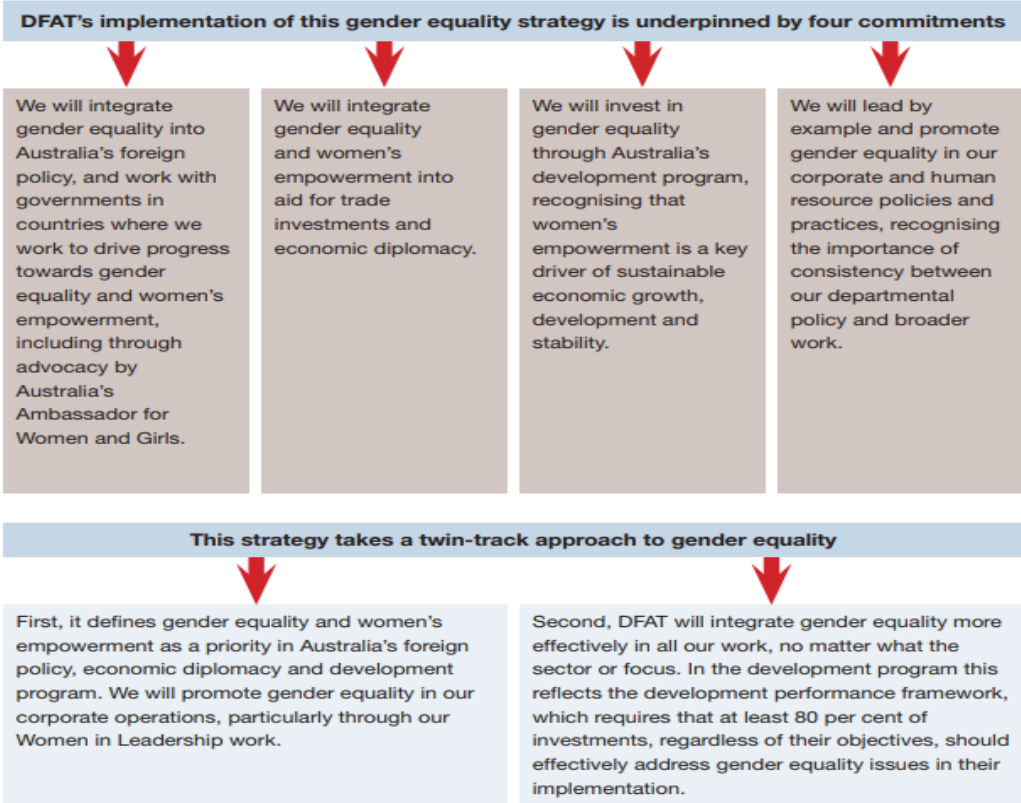 DFAT’s implementation of this gender equality strategy is underpinned by four commitments
We will integrate
gender equality into
Australia’s foreign
policy, and work with
governments in
countries where we
work to drive progress
towards gender
equality and women’s
empowerment,
including through
advocacy by
Australia’s
Ambassador for
Women and Girls.
We will integrate
gender equality
and women’s
empowerment into
aid for trade
investments and
economic diplomacy.
We will invest in
gender equality
through Australia’s
development program,
recognising that
women’s
empowerment is a key
driver of sustainable
economic growth,
development and
stability.
We will lead by
example and promote
gender equality in our
corporate and human
resource policies and
practices, recognising
the importance of
consistency between
our departmental
policy and broader
work.
This strategy takes a twin-track approach to gender equality
First, it defines gender equality and women’s
empowerment as a priority in Australia’s foreign
policy, economic diplomacy and development
program. We will promote gender equality in our
corporate operations, particularly through our
Women in Leadership work.
Second, DFAT will integrate gender equality more
effectively in all our work, no matter what the
sector or focus. In the development program this
reflects the development performance framework,
which requires that at least 80 per cent of
investments, regardless of their objectives, should
effectively address gender equality issues in their
implementation.